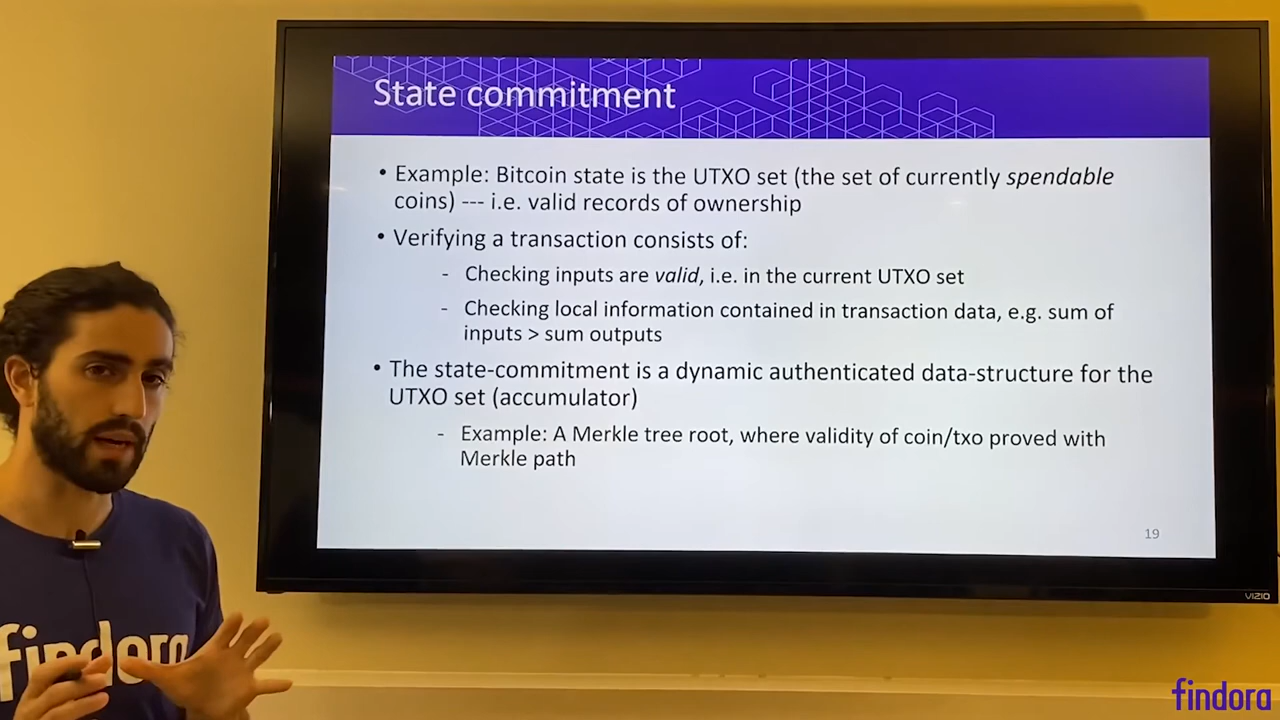 State commitment
• Example: Bitcoin state is the UTXO set (the set of currently spendable
coins) --- i.e. valid records of ownership
• Verifying a transaction consists of:
- Checking inputs are valid, i.e. in the current UTXO set
- Checking local information contained in transaction data, e.g. sum of
inputs > sum outputs
• The state-commitment is a dynamic authenticated data-structure for the
UTXO set (accumulator)
- Example: A Merkle tree root, where validity of coin/txo proved with
Merkle path
19
VIZIO
findora
findora